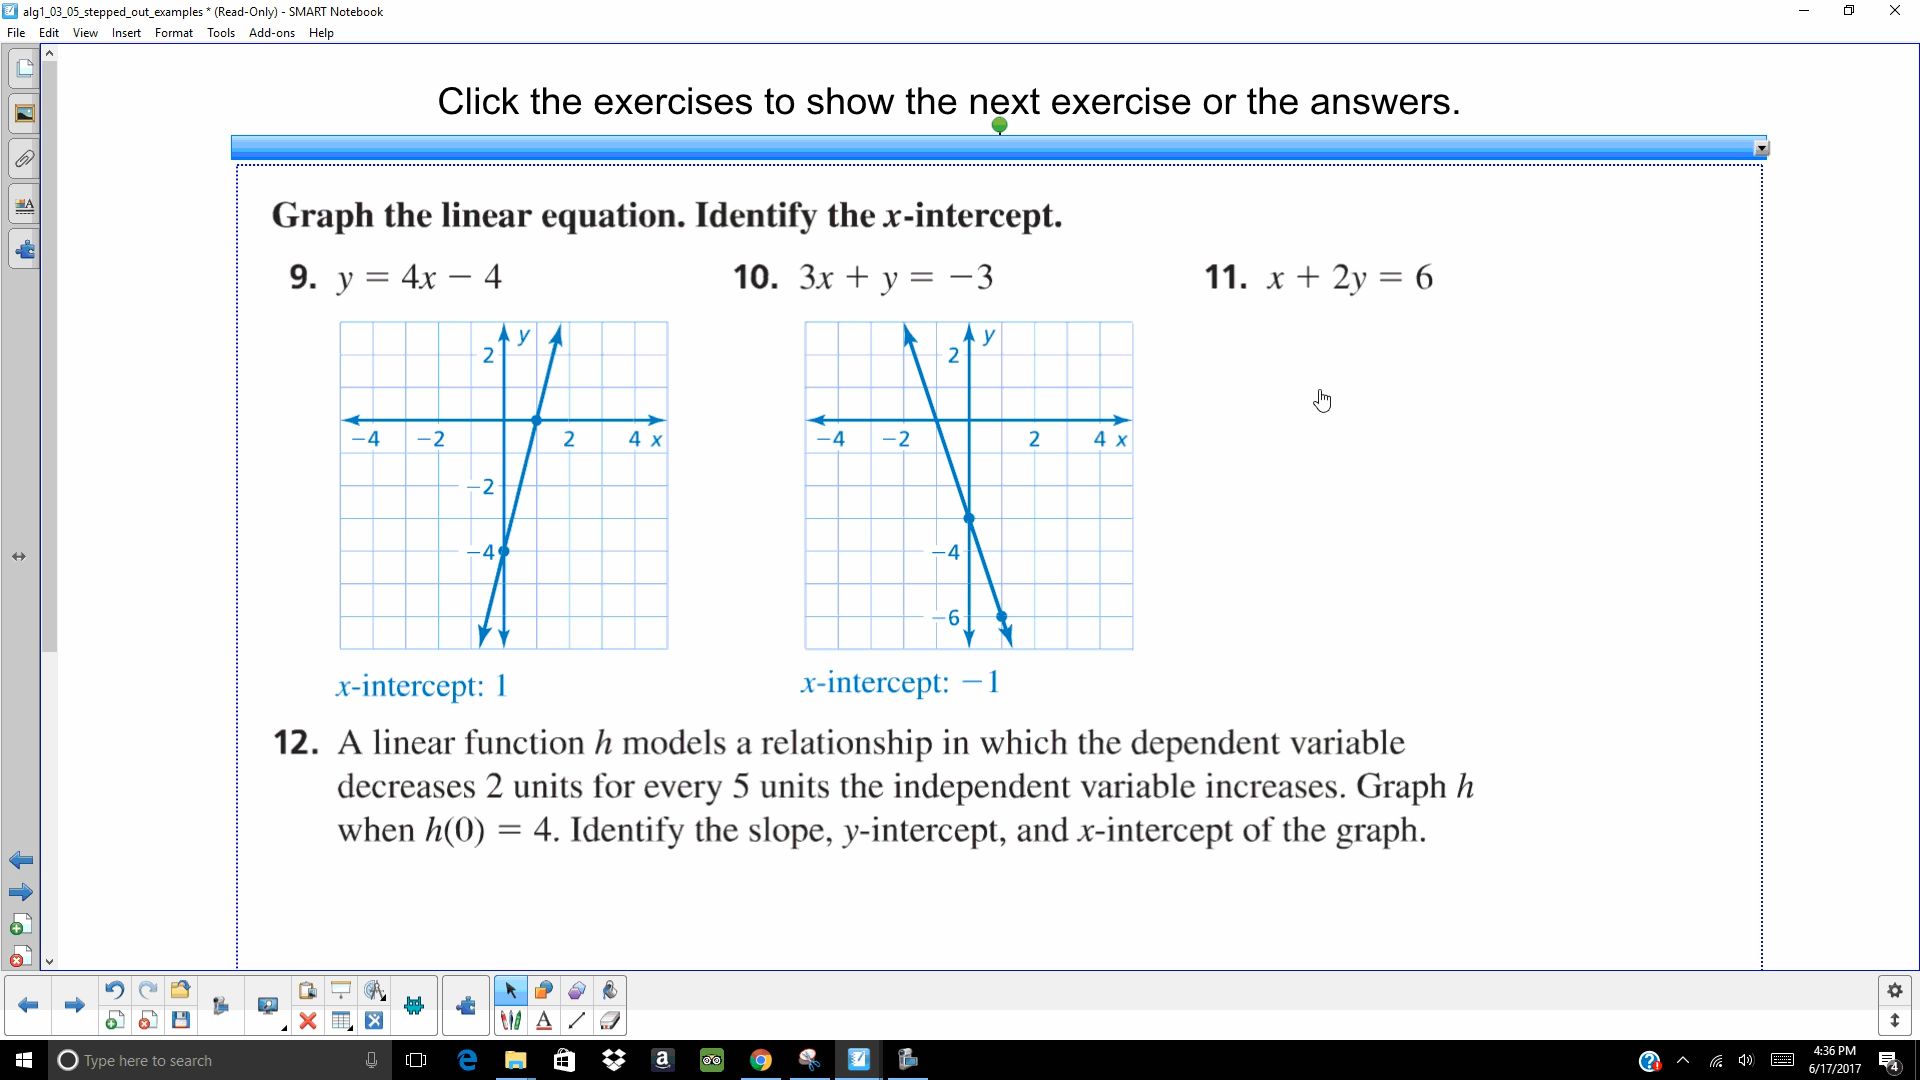 alg1_03_05_stepped_out_examples * (Read-Only) - SMART Notebook
File Edit View Insert Format Tools Add-ons Help
Click the exercises to show the next exercise or the answers.
Graph the linear equation. Identify the x-intercept.
9. y = 4x − 4
10. 3x + y = −3
11. x + 2y = 6
y
2
−4 −2 2 4 x
−2
−4
y
2
−4 −2 2 4 x
−4
−6
x-intercept: 1
x-intercept: −1
12. A linear function h models a relationship in which the dependent variable
decreases 2 units for every 5 units the independent variable increases. Graph h
when h(0) = 4. Identify the slope, y-intercept, and x-intercept of the graph.
Type here to search
4:36 PM
6/17/2017
4